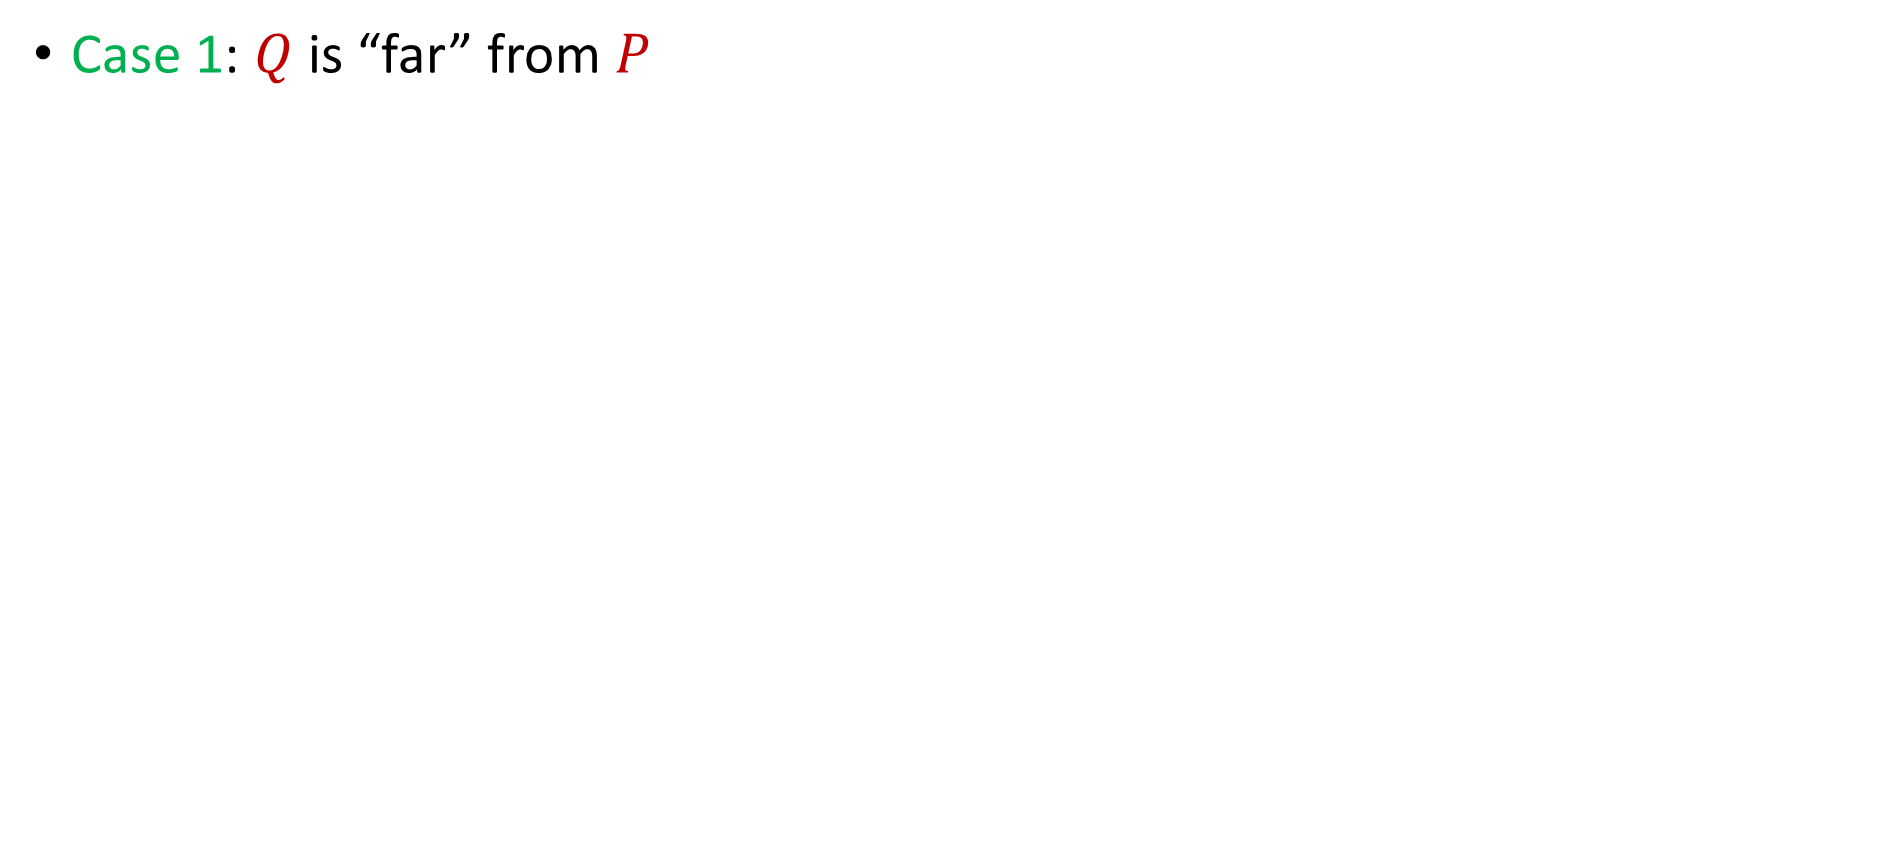 • Case 1: Q is “far” from P